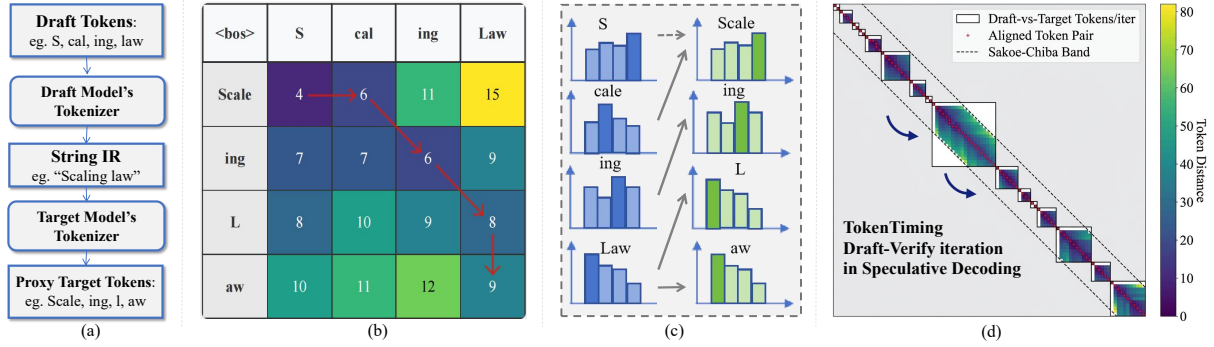 Draft Tokens:
eg. S, cal, ing, law
Draft Model's
Tokenizer
String IR
eg. “Scaling law”
Target Model's
Tokenizer
Proxy Target Tokens:
eg. Scale, ing, l, aw
(a)
<bos> S cal ing Law
Scale 4 6 11 15
ing 7 7 6 9
L 8 10 9 8
aw 10 11 12 9
(b)
S Scale
cale ing
ing L
Law aw
(c)
Draft-vs-Target Tokens/iter
Aligned Token Pair
Sakoe-Chiba Band
TokenTiming
Draft-Verify iteration
in Speculative Decoding
(d)
80
70
60
50
40
30
20
10
0
Token Distance